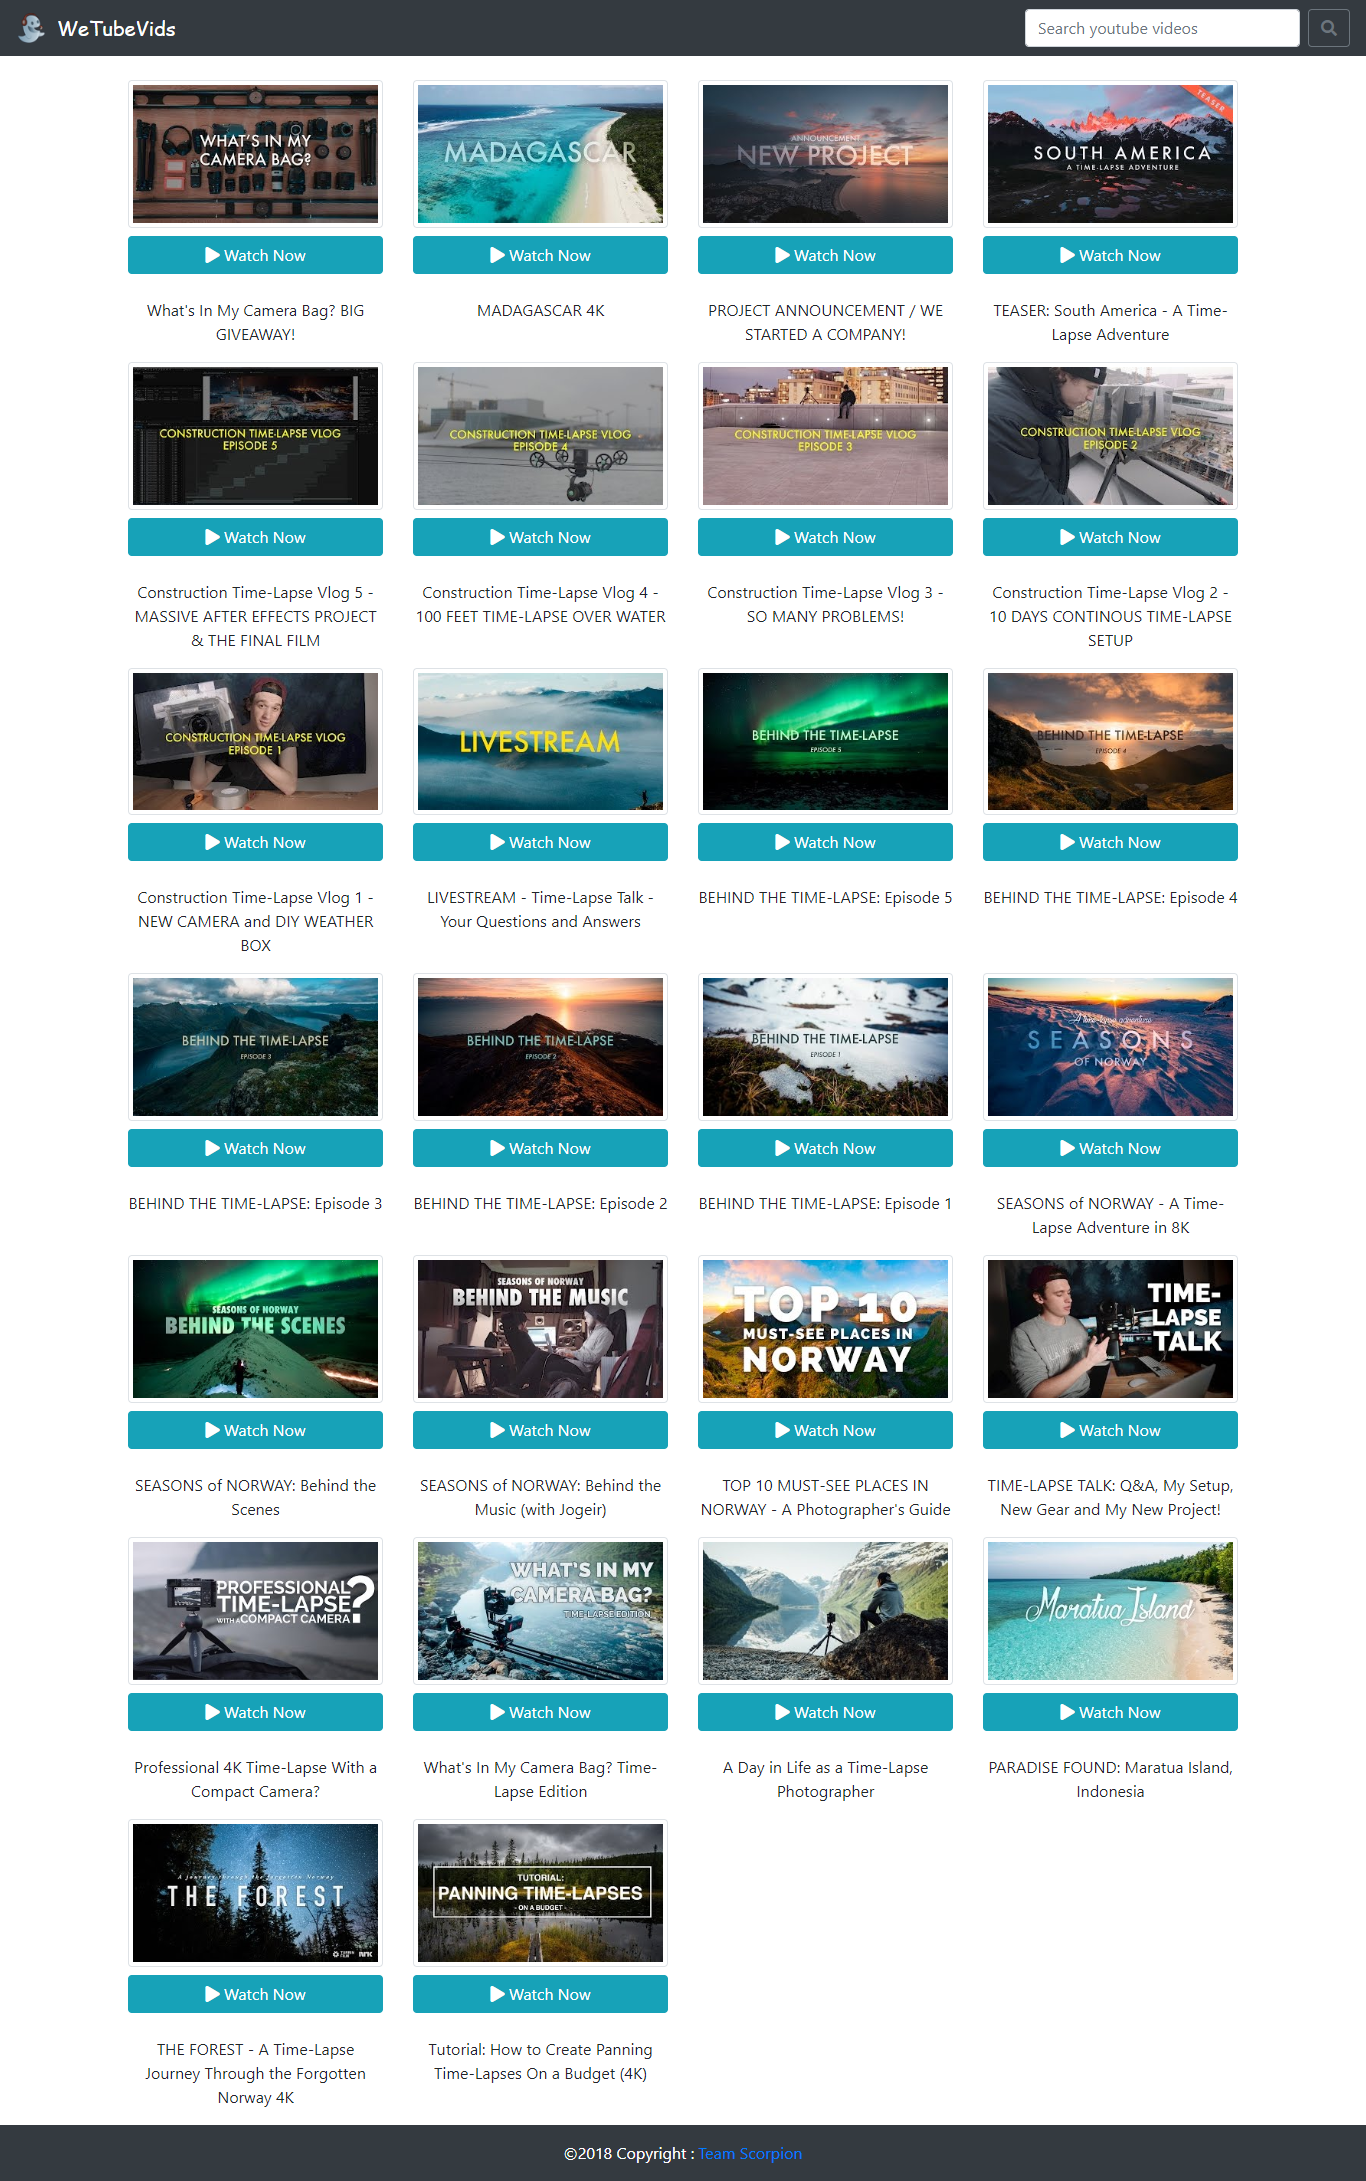 WeTubeVids
Search youtube videos
WHAT'S IN MY
CAMERA BAG?
MADAGASCAR
ANNOUNCEMENT
NEW PROJECT
TEASER
SOUTH AMERICA
A TIME-LAPSE ADVENTURE
Watch Now
Watch Now
Watch Now
Watch Now
What's In My Camera Bag? BIG
GIVEAWAY!
MADAGASCAR 4K
PROJECT ANNOUNCEMENT / WE
STARTED A COMPANY!
TEASER: South America - A Time-
Lapse Adventure
CONSTRUCTION TIME-LAPSE VLOG
EPISODE 5
CONSTRUCTION TIME-LAPSE VLOG
EPISODE 4
CONSTRUCTION TIME-LAPSE VLOG
EPISODE 3
CONSTRUCTION TIME-LAPSE VLOG
EPISODE 2
Watch Now
Watch Now
Watch Now
Watch Now
Construction Time-Lapse Vlog 5 -
MASSIVE AFTER EFFECTS PROJECT
& THE FINAL FILM
Construction Time-Lapse Vlog 4 -
100 FEET TIME-LAPSE OVER WATER
Construction Time-Lapse Vlog 3 -
SO MANY PROBLEMS!
Construction Time-Lapse Vlog 2 -
10 DAYS CONTINOUS TIME-LAPSE
SETUP
CONSTRUCTION TIME-LAPSE VLOG
EPISODE 1
LIVESTREAM
BEHIND THE TIME-LAPSE
EPISODE 5
BEHIND THE TIME-LAPSE
EPISODE 4
Watch Now
Watch Now
Watch Now
Watch Now
Construction Time-Lapse Vlog 1 -
NEW CAMERA and DIY WEATHER
BOX
LIVESTREAM - Time-Lapse Talk -
Your Questions and Answers
BEHIND THE TIME-LAPSE: Episode 5
BEHIND THE TIME-LAPSE: Episode 4
BEHIND THE TIME-LAPSE
EPISODE 3
BEHIND THE TIME-LAPSE
EPISODE 2
BEHIND THE TIME-LAPSE
EPISODE 1
A time-lapse adventure
SEASONS
OF NORWAY
Watch Now
Watch Now
Watch Now
Watch Now
BEHIND THE TIME-LAPSE: Episode 3
BEHIND THE TIME-LAPSE: Episode 2
BEHIND THE TIME-LAPSE: Episode 1
SEASONS of NORWAY - A Time-
Lapse Adventure in 8K
SEASONS OF NORWAY
BEHIND THE SCENES
SEASONS OF NORWAY
BEHIND THE MUSIC
TOP 10
MUST-SEE PLACES IN
NORWAY
TIME-
LAPSE
TALK
Watch Now
Watch Now
Watch Now
Watch Now
SEASONS of NORWAY: Behind the
Scenes
SEASONS of NORWAY: Behind the
Music (with Jogeir)
TOP 10 MUST-SEE PLACES IN
NORWAY - A Photographer's Guide
TIME-LAPSE TALK: Q&A, My Setup,
New Gear and My New Project!
PROFESSIONAL
TIME-LAPSE
WITH A COMPACT CAMERA?
WHAT'S IN MY
CAMERA BAG?
TIME-LAPSE EDITION
Maratua Island
Watch Now
Watch Now
Watch Now
Watch Now
Professional 4K Time-Lapse With a
Compact Camera?
What's In My Camera Bag? Time-
Lapse Edition
A Day in Life as a Time-Lapse
Photographer
PARADISE FOUND: Maratua Island,
Indonesia
A journey through the forgotten Norway
THE FOREST
NRK
TUTORIAL:
PANNING TIME-LAPSES
- ON A BUDGET -
Watch Now
Watch Now
THE FOREST - A Time-Lapse
Journey Through the Forgotten
Norway 4K
Tutorial: How to Create Panning
Time-Lapses On a Budget (4K)
©2018 Copyright : Team Scorpion